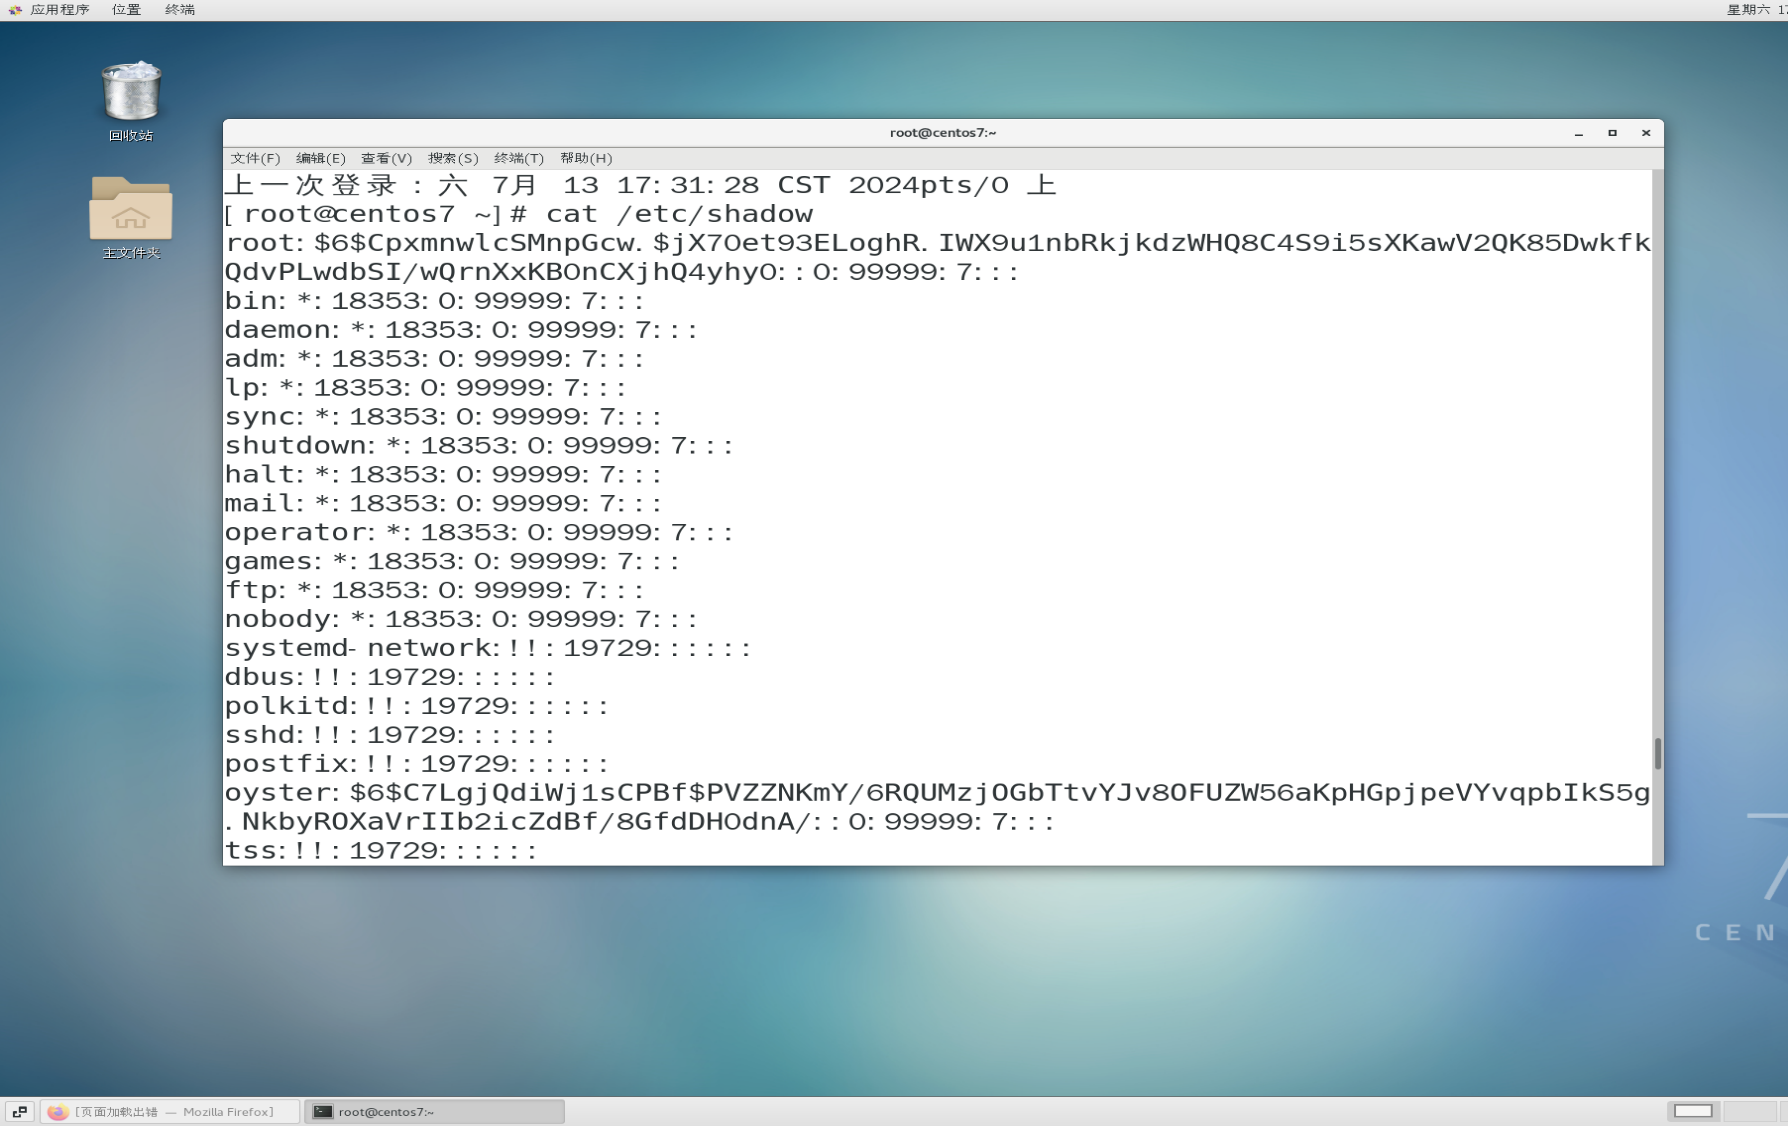 应用程序 位置 终端 星期六 17
回收站
主文件夹
root@centos7:~
文件(F) 编辑(E) 查看(V) 搜索(S) 终端(T) 帮助(H)
上一次登录：六 7月 13 17:31:28 CST 2024pts/0 上
[root@centos7 ~]# cat /etc/shadow
root:$6$CpxmnwlcSMnpGcw.$jX7Oet93ELoghR.IWX9u1nbRkjkdzWHQ8C4S9i5sXKawV2QK85Dwkfk
QdvPLwdbSI/wQrnXxKB0nCXjhQ4yhy0::0:99999:7:::
bin:*:18353:0:99999:7:::
daemon:*:18353:0:99999:7:::
adm:*:18353:0:99999:7:::
lp:*:18353:0:99999:7:::
sync:*:18353:0:99999:7:::
shutdown:*:18353:0:99999:7:::
halt:*:18353:0:99999:7:::
mail:*:18353:0:99999:7:::
operator:*:18353:0:99999:7:::
games:*:18353:0:99999:7:::
ftp:*:18353:0:99999:7:::
nobody:*:18353:0:99999:7:::
systemd-network:!!:19729::::::
dbus:!!:19729::::::
polkitd:!!:19729::::::
sshd:!!:19729::::::
postfix:!!:19729::::::
oyster:$6$C7LgjQdiWj1sCPBf$PVZZNKmY/6RQUMzjOGbTtvYJv8OFUZW56aKpHGpjpeVYvqpbIkS5g
.NkbyROXaVrIIb2icZdBf/8GfdDH0dnA/::0:99999:7:::
tss:!!:19729::::::
7
CEN
[页面加载出错 — Mozilla Firefox] root@centos7:~